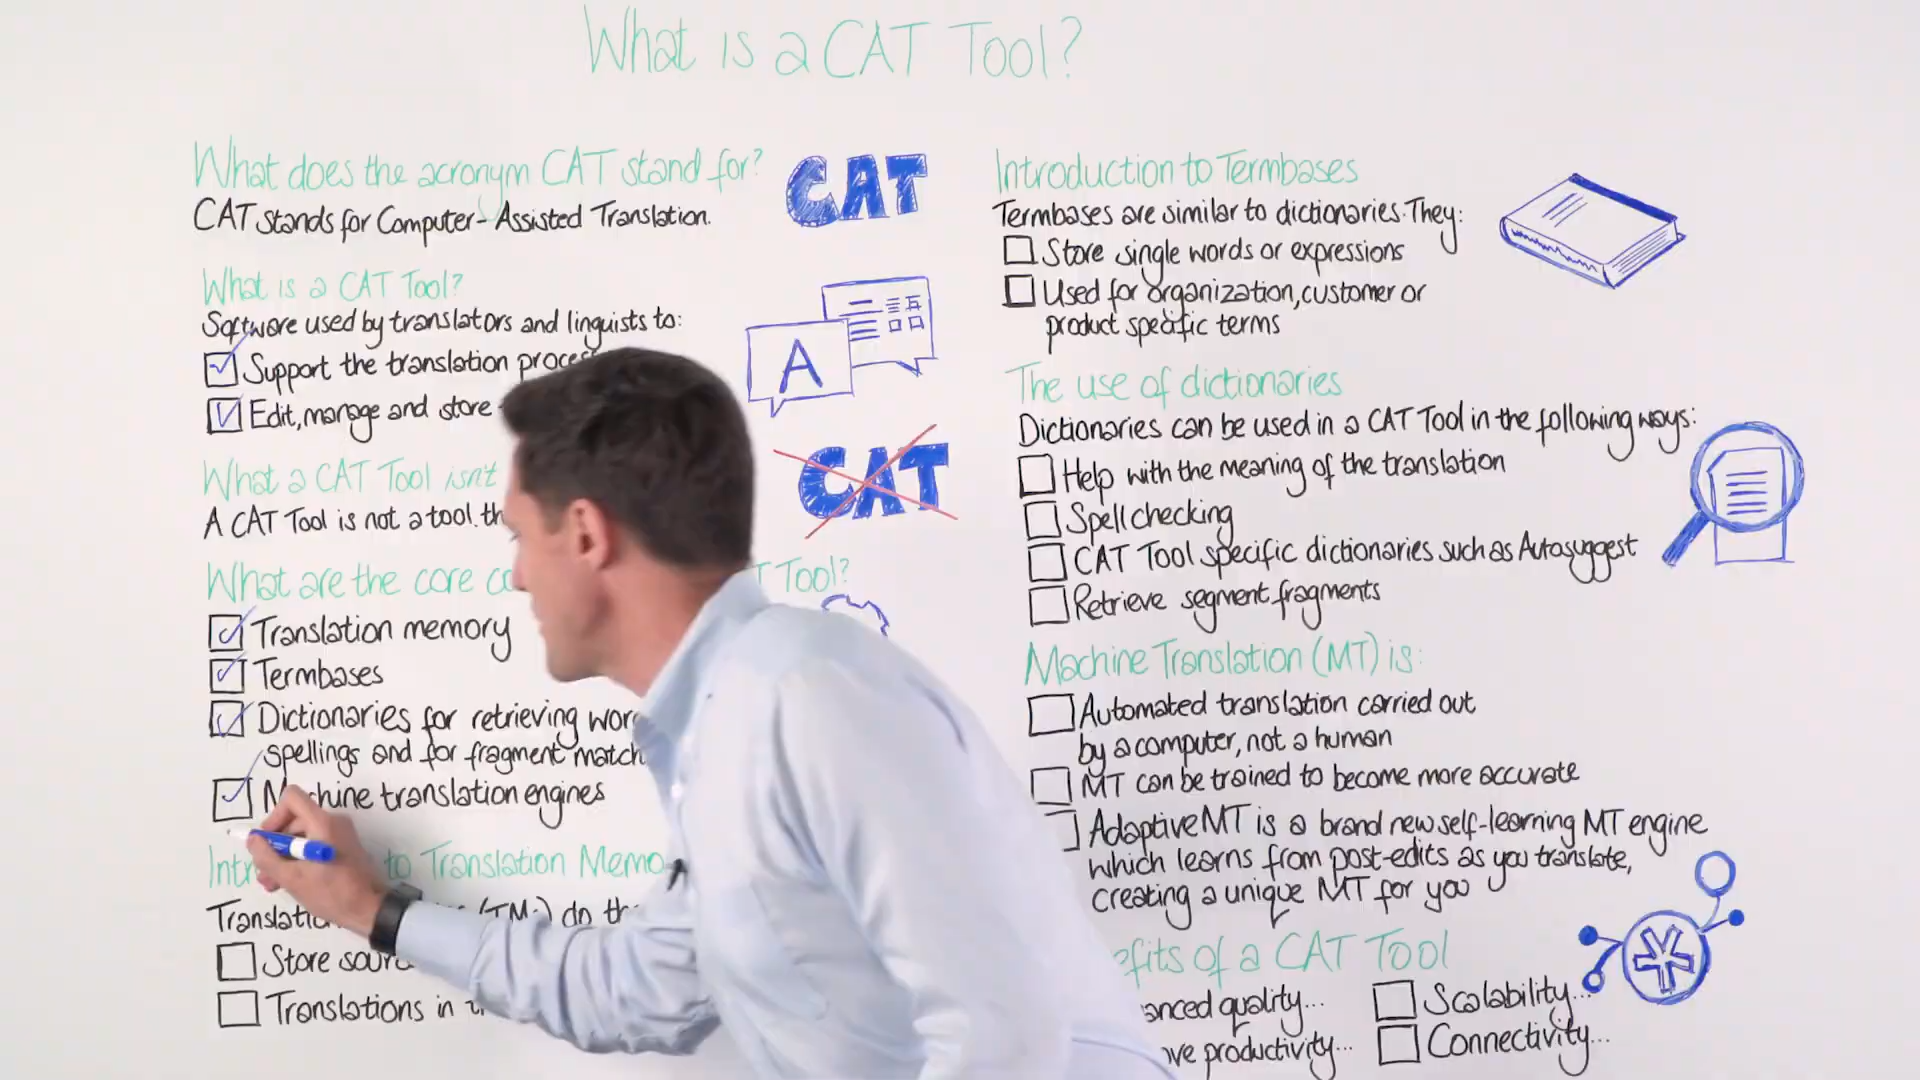 What is a CAT Tool?
What does the acronym CAT stand for?
CAT stands for Computer-Assisted Translation.
CAT
What is a CAT Tool?
Software used by translators and linguists to:
Support the translation
Edit, manage and store
A
What a CAT Tool isn't
A CAT Tool is not a tool
CAT
What are the core
Tool?
Translation memory
Termbases
Dictionaries for retrieving
spellings and for fragment
Machine translation engines
to Translation
do
Store
Translations in
Introduction to Termbases
Termbases are similar to dictionaries. They:
Store single words or expressions
Used for organization, customer or
product specific terms
The use of dictionaries
Dictionaries can be used in a CAT Tool in the following ways:
Help with the meaning of the translation
Spell checking
CAT Tool specific dictionaries such as Autosuggest
Retrieve segment fragments
Machine Translation (MT) is:
Automated translation carried out
by a computer, not a human
MT can be trained to become more accurate
Adaptive MT is a brand new self-learning MT engine
which learns from post-edits as you translate,
creating a unique MT for you
of a CAT Tool
quality...
Scalability...
productivity...
Connectivity...